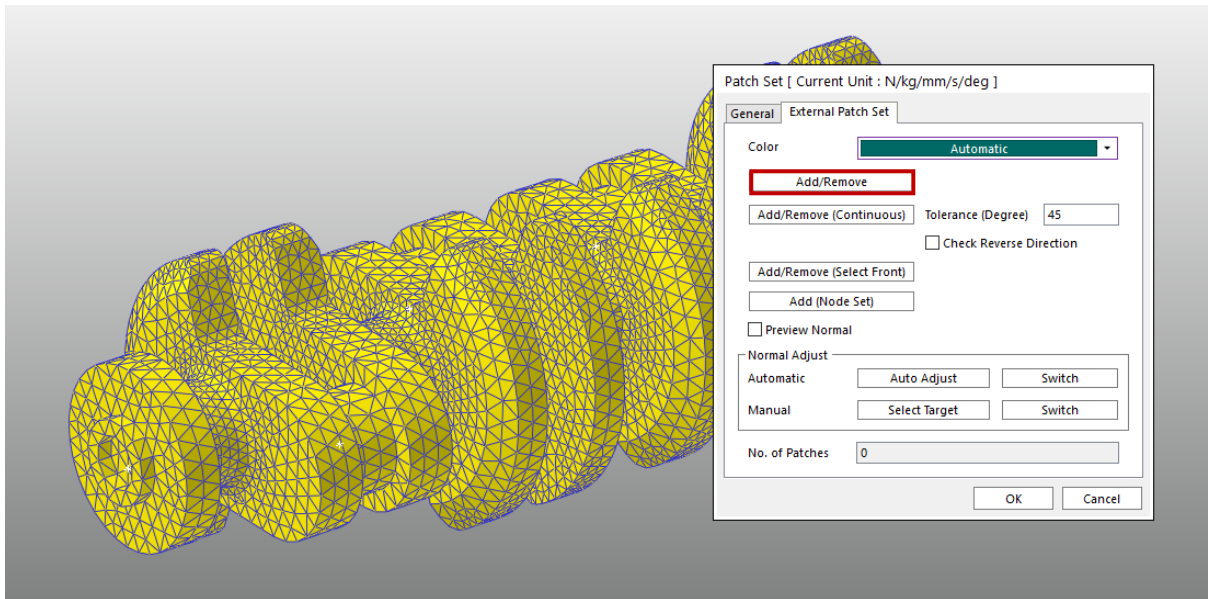 Patch Set [ Current Unit : N/kg/mm/s/deg ]
General External Patch Set
Color Automatic
Add/Remove
Add/Remove (Continuous) Tolerance (Degree) 45
Check Reverse Direction
Add/Remove (Select Front)
Add (Node Set)
Preview Normal
Normal Adjust
Automatic Auto Adjust Switch
Manual Select Target Switch
No. of Patches 0
OK Cancel